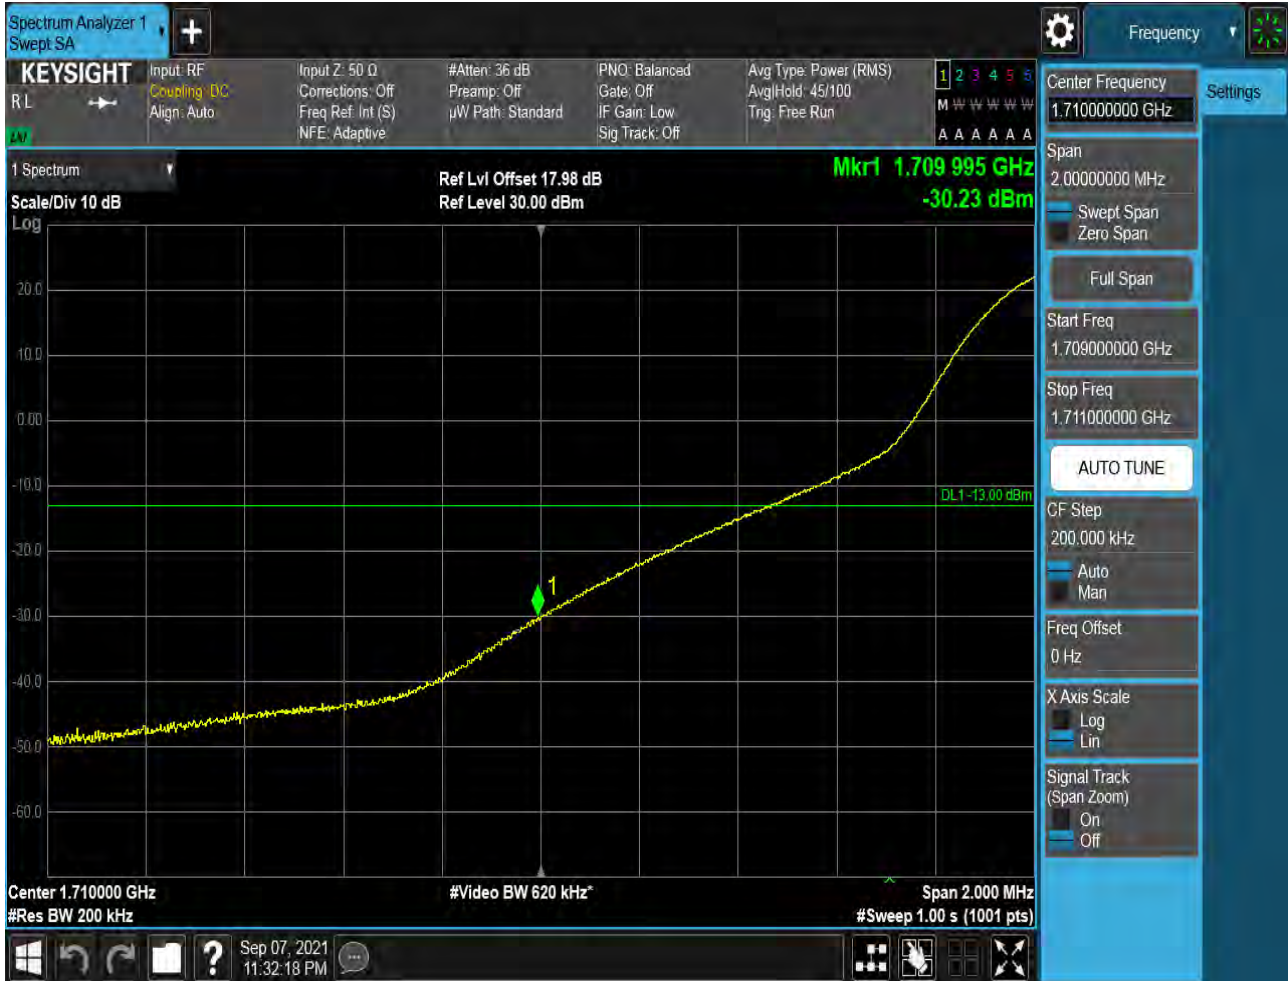 Spectrum Analyzer 1
Swept SA
Frequency
KEYSIGHT
R L
LXI
Input: RF
Coupling: DC
Align: Auto
Input Z: 50 Ω
Corrections: Off
Freq Ref: Int (S)
NFE: Adaptive
#Atten: 36 dB
Preamp: Off
µW Path: Standard
PNO: Balanced
Gate: Off
IF Gain: Low
Sig Track: Off
Avg Type: Power (RMS)
Avg|Hold: 45/100
Trig: Free Run
1 2 3 4 5 6
M W W W W W
A A A A A A
1 Spectrum
Scale/Div 10 dB
Log
Ref Lvl Offset 17.98 dB
Ref Level 30.00 dBm
Mkr1 1.709 995 GHz
-30.23 dBm
20.0
10.0
0.00
-10.0
-20.0
-30.0
-40.0
-50.0
-60.0
DL1 -13.00 dBm
1
Center 1.710000 GHz
#Res BW 200 kHz
#Video BW 620 kHz*
Span 2.000 MHz
#Sweep 1.00 s (1001 pts)
Sep 07, 2021
11:32:18 PM
?
Center Frequency
1.710000000 GHz
Settings
Span
2.00000000 MHz
Swept Span
Zero Span
Full Span
Start Freq
1.709000000 GHz
Stop Freq
1.711000000 GHz
AUTO TUNE
CF Step
200.000 kHz
Auto
Man
Freq Offset
0 Hz
X Axis Scale
Log
Lin
Signal Track
(Span Zoom)
On
Off